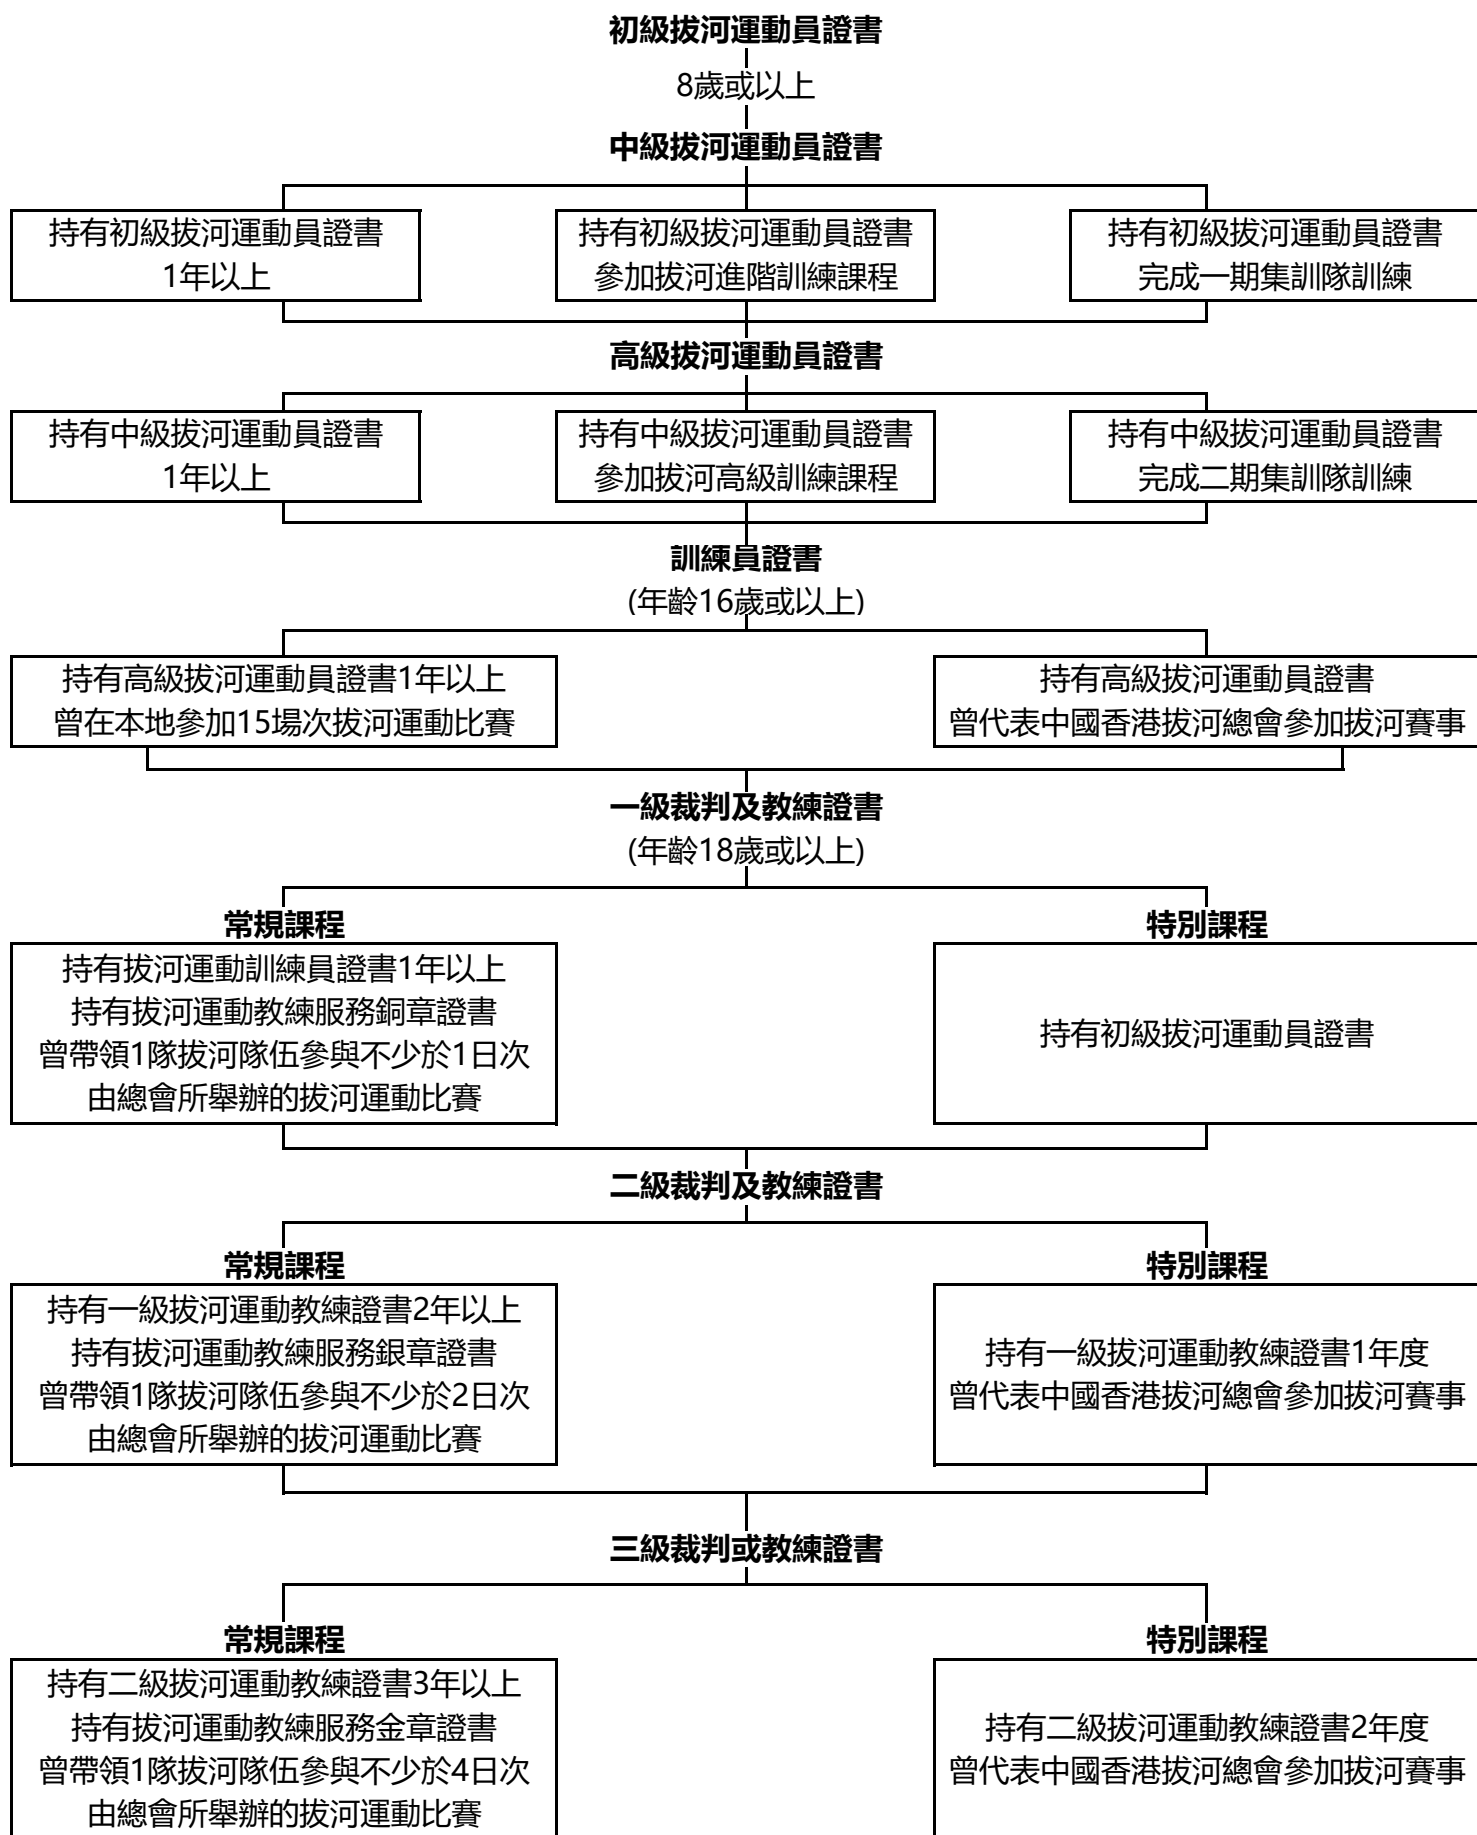 初級拔河運動員證書
8歲或以上
中級拔河運動員證書
持有初級拔河運動員證書
1年以上
持有初級拔河運動員證書
參加拔河進階訓練課程
持有初級拔河運動員證書
完成一期集訓隊訓練
高級拔河運動員證書
持有中級拔河運動員證書
1年以上
持有中級拔河運動員證書
參加拔河高級訓練課程
持有中級拔河運動員證書
完成二期集訓隊訓練
訓練員證書
(年齡16歲或以上)
持有高級拔河運動員證書1年以上
曾在本地參加15場次拔河運動比賽
持有高級拔河運動員證書
曾代表中國香港拔河總會參加拔河賽事
一級裁判及教練證書
(年齡18歲或以上)
常規課程
持有拔河運動訓練員證書1年以上
持有拔河運動教練服務銅章證書
曾帶領1隊拔河隊伍參與不少於1日次
由總會所舉辦的拔河運動比賽
特別課程
持有初級拔河運動員證書
二級裁判及教練證書
常規課程
持有一級拔河運動教練證書2年以上
持有拔河運動教練服務銀章證書
曾帶領1隊拔河隊伍參與不少於2日次
由總會所舉辦的拔河運動比賽
特別課程
持有一級拔河運動教練證書1年度
曾代表中國香港拔河總會參加拔河賽事
三級裁判或教練證書
常規課程
持有二級拔河運動教練證書3年以上
持有拔河運動教練服務金章證書
曾帶領1隊拔河隊伍參與不少於4日次
由總會所舉辦的拔河運動比賽
特別課程
持有二級拔河運動教練證書2年度
曾代表中國香港拔河總會參加拔河賽事